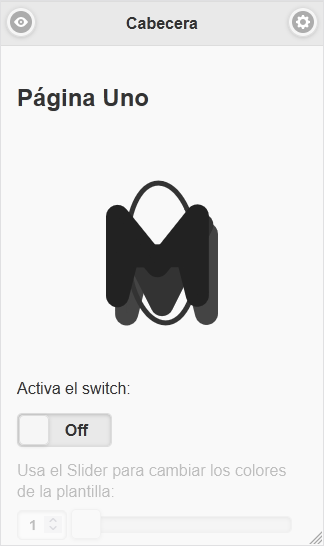 Cabecera
Página Uno
M
Activa el switch:
Off
Usa el Slider para cambiar los colores
de la plantilla:
1